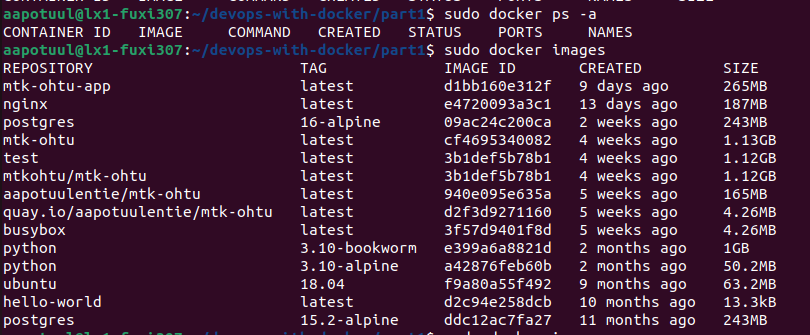 aapotuul@lx1-fuxi307:~/devops-with-docker/part1$ sudo docker ps -a
CONTAINER ID   IMAGE     COMMAND   CREATED   STATUS    PORTS     NAMES
aapotuul@lx1-fuxi307:~/devops-with-docker/part1$ sudo docker images
REPOSITORY                       TAG             IMAGE ID       CREATED         SIZE
mtk-ohtu-app                     latest          d1bb160e312f   9 days ago      265MB
nginx                            latest          e4720093a3c1   13 days ago     187MB
postgres                         16-alpine       09ac24c200ca   2 weeks ago     243MB
mtk-ohtu                         latest          cf4695340082   4 weeks ago     1.13GB
test                             latest          3b1def5b78b1   4 weeks ago     1.12GB
mtkohtu/mtk-ohtu                 latest          3b1def5b78b1   4 weeks ago     1.12GB
aapotuulentie/mtk-ohtu           latest          940e095e635a   5 weeks ago     165MB
quay.io/aapotuulentie/mtk-ohtu   latest          d2f3d9271160   5 weeks ago     4.26MB
busybox                          latest          3f57d9401f8d   5 weeks ago     4.26MB
python                           3.10-bookworm   e399a6a8821d   2 months ago    1GB
python                           3.10-alpine     a42876feb60b   2 months ago    50.2MB
ubuntu                           18.04           f9a80a55f492   9 months ago    63.2MB
hello-world                      latest          d2c94e258dcb   10 months ago   13.3kB
postgres                         15.2-alpine     ddc12ac7fa27   11 months ago   243MB